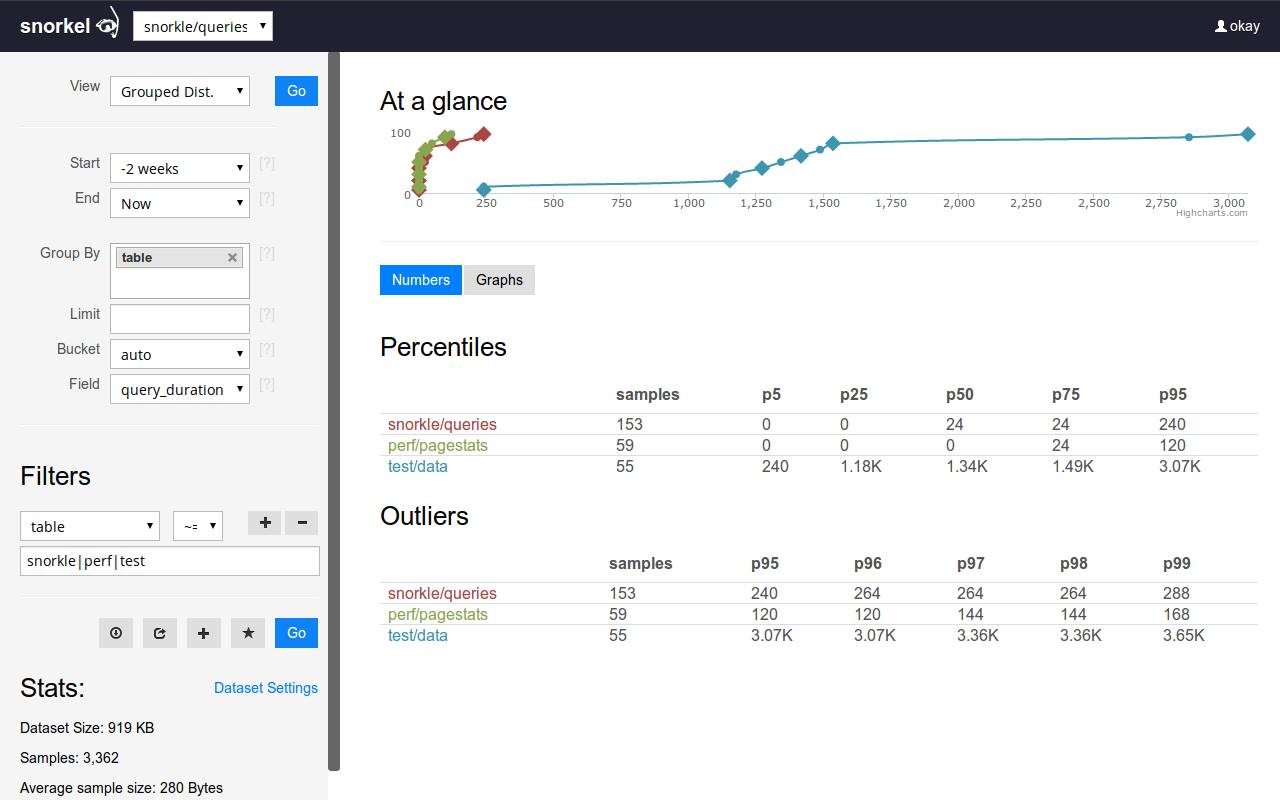 snorkel snorkle/queries okay
View Grouped Dist. Go
Start -2 weeks [?]
End Now [?]
Group By table [?]
Limit [?]
Bucket auto [?]
Field query_duration [?]
Filters
table ~=
snorkle|perf|test
Go
Stats: Dataset Settings
Dataset Size: 919 KB
Samples: 3,362
Average sample size: 280 Bytes
At a glance
100
0
0 250 500 750 1,000 1,250 1,500 1,750 2,000 2,250 2,500 2,750 3,000
Highcharts.com
Numbers Graphs
Percentiles
samples p5 p25 p50 p75 p95
snorkle/queries 153 0 0 24 24 240
perf/pagestats 59 0 0 0 24 120
test/data 55 240 1.18K 1.34K 1.49K 3.07K
Outliers
samples p95 p96 p97 p98 p99
snorkle/queries 153 240 264 264 264 288
perf/pagestats 59 120 120 144 144 168
test/data 55 3.07K 3.07K 3.36K 3.36K 3.65K